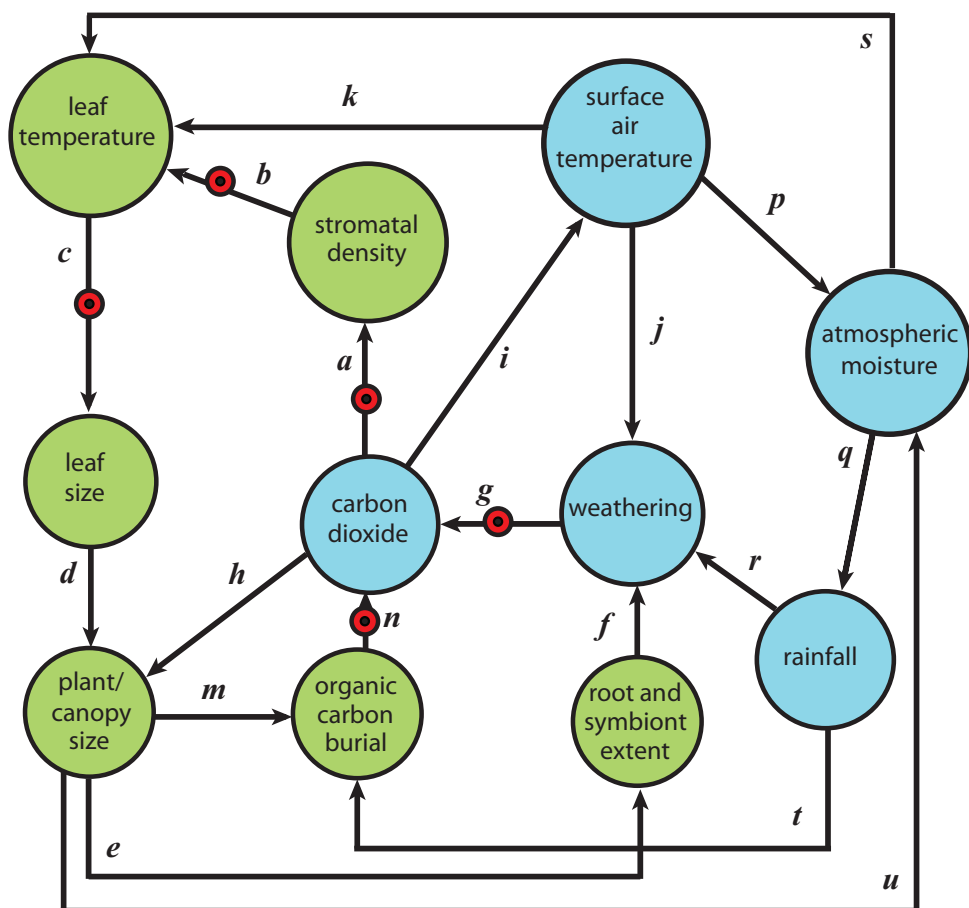 s
leaf
temperature
k
surface
air
temperature
b
p
c
stromatal
density
a
i
j
atmospheric
moisture
q
leaf
size
g
carbon
dioxide
weathering
d
h
n
f
r
rainfall
plant/
canopy
size
m
organic
carbon
burial
root and
symbiont
extent
t
e
u